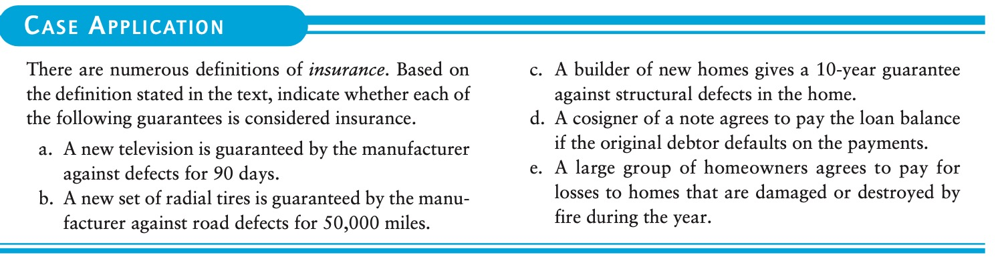 CASE APPLICATION
There are numerous definitions of insurance. Based on
the definition stated in the text, indicate whether each of
the following guarantees is considered insurance.
a. A new television is guaranteed by the manufacturer
against defects for 90 days.
b. A new set of radial tires is guaranteed by the manu-
facturer against road defects for 50,000 miles.
c. A builder of new homes gives a 10-year guarantee
against structural defects in the home.
d. A cosigner of a note agrees to pay the loan balance
if the original debtor defaults on the payments.
e. A large group of homeowners agrees to pay for
losses to homes that are damaged or destroyed by
fire during the year.